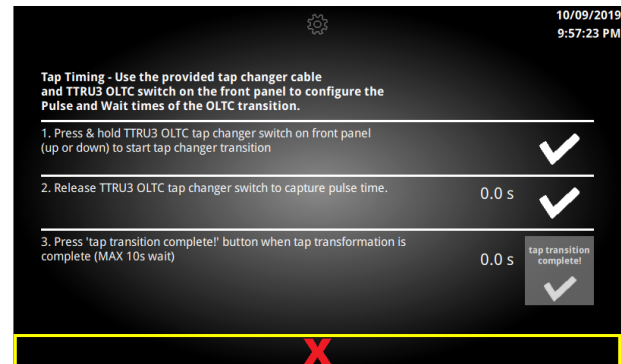 10/09/2019
9:57:23 PM
Tap Timing - Use the provided tap changer cable
and TTRU3 OLTC switch on the front panel to configure the
Pulse and Wait times of the OLTC transition.
1. Press & hold TTRU3 OLTC tap changer switch on front panel
(up or down) to start tap changer transition
2. Release TTRU3 OLTC tap changer switch to capture pulse time.
0.0 s
3. Press 'tap transition complete!' button when tap transformation is
complete (MAX 10s wait)
0.0 s
tap transition
complete!
X